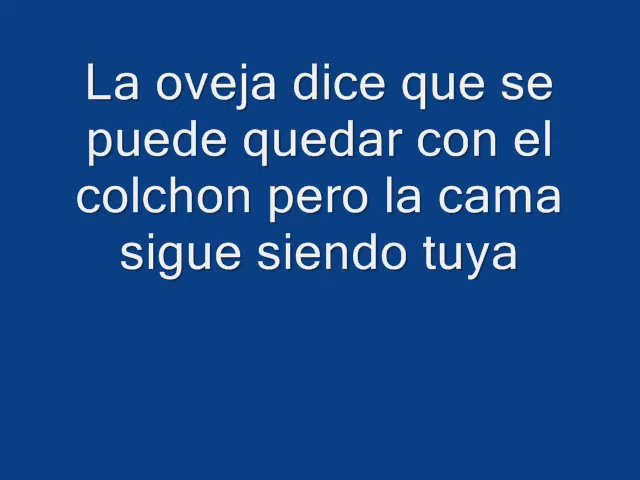 La oveja dice que se
puede quedar con el
colchon pero la cama
sigue siendo tuya